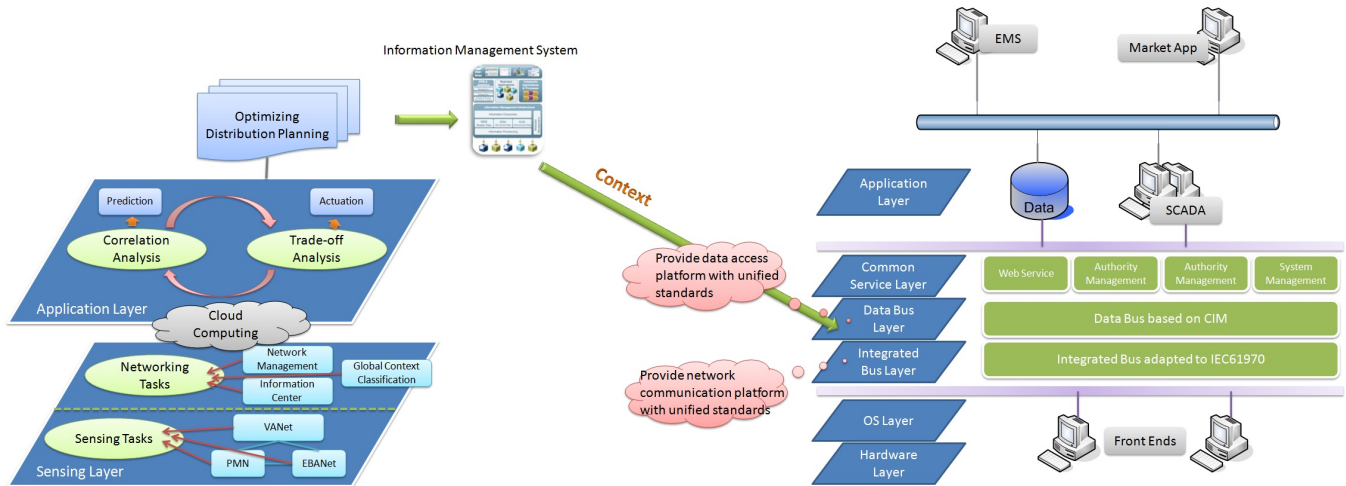 Information Management System
Optimizing
Distribution Planning
Prediction
Actuation
Correlation
Analysis
Trade-off
Analysis
Application Layer
Cloud
Computing
Networking
Tasks
Network
Management
Information
Center
Global Context
Classification
Sensing Tasks
VANet
PMN
EBANet
Sensing Layer
Context
Provide data access
platform with unified
standards
Provide network
communication platform
with unified standards
EMS
Market App
Application
Layer
Data
SCADA
Common
Service Layer
Web Service
Authority
Management
Authority
Management
System
Management
Data Bus
Layer
Data Bus based on CIM
Integrated
Bus Layer
Integrated Bus adapted to IEC61970
OS Layer
Front Ends
Hardware
Layer